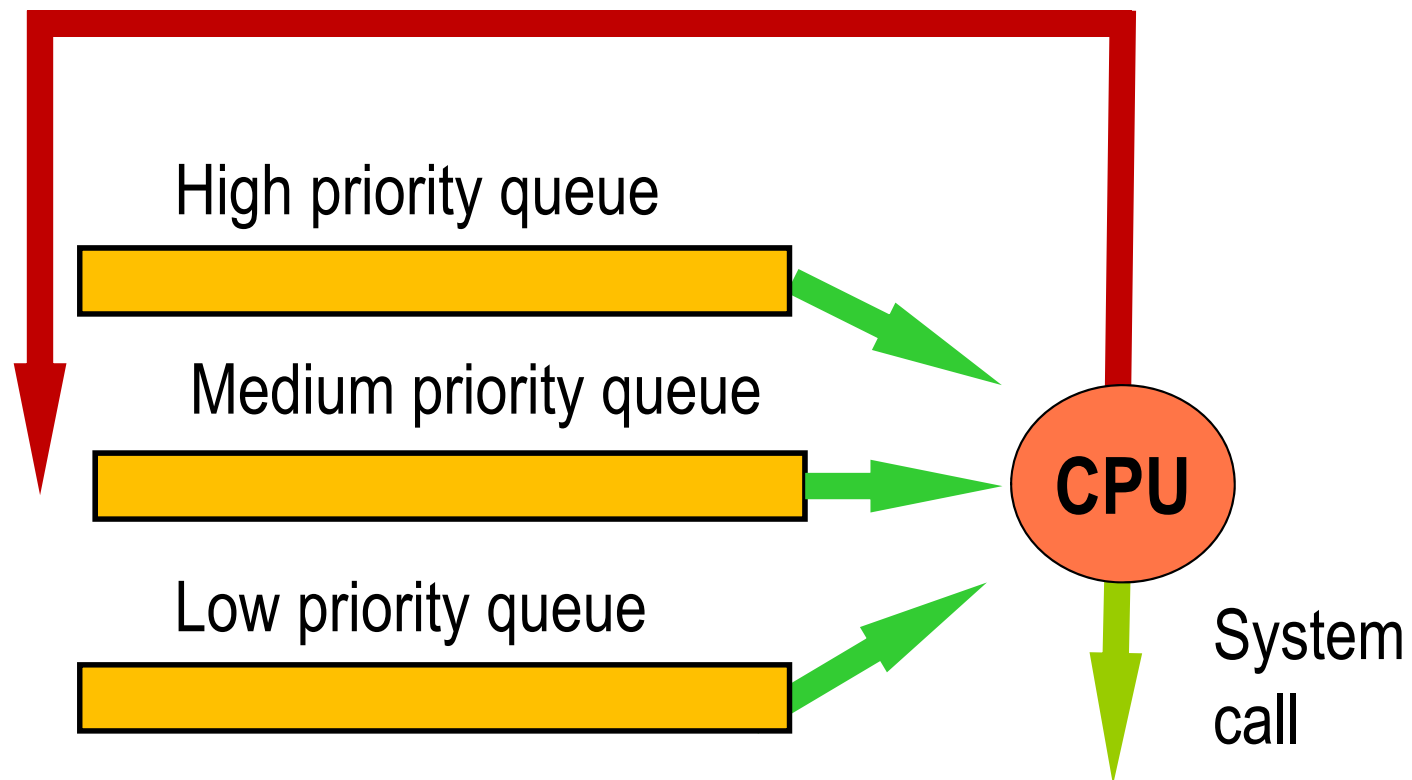 High priority queue
Medium priority queue
CPU
Low priority queue
System
call